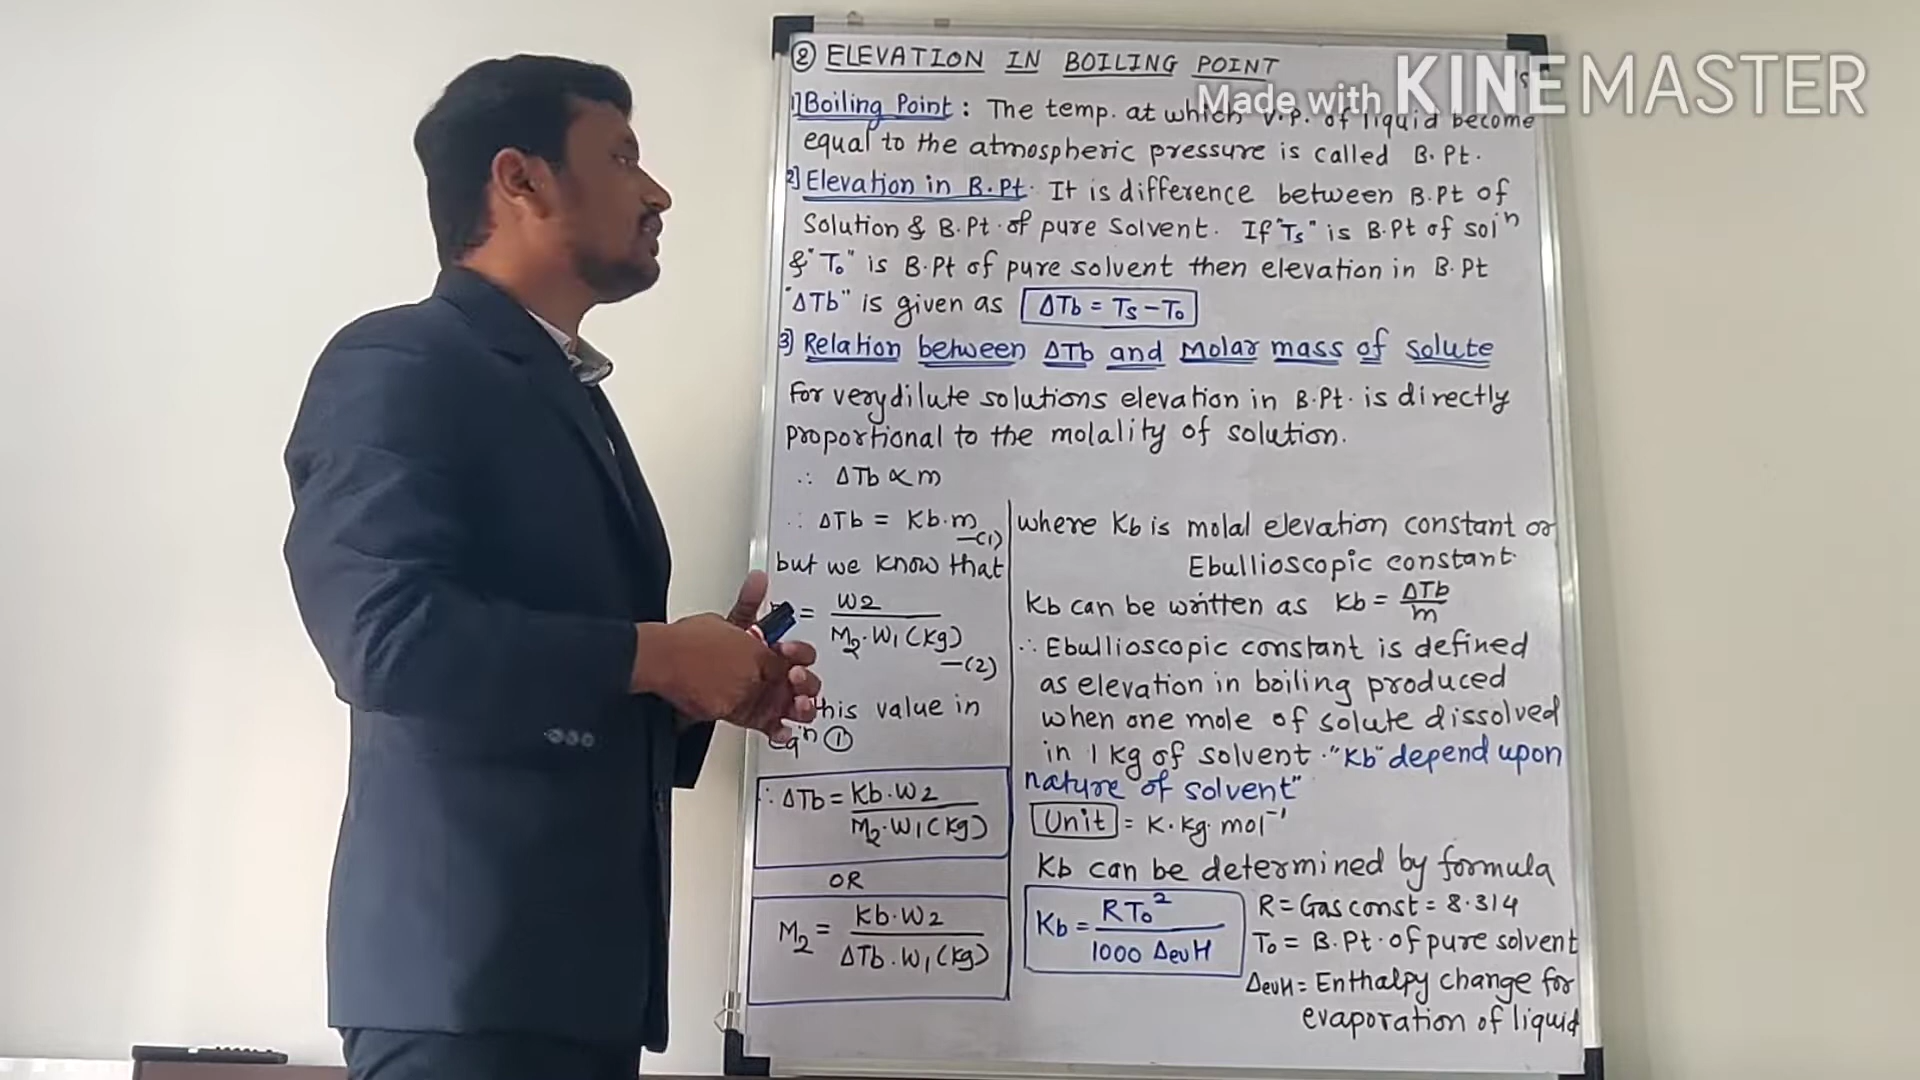 ② ELEVATION IN BOILING POINT
Made with KINEMASTER
1] Boiling Point : The temp. at which V.P. of liquid become
equal to the atmospheric pressure is called B.Pt.
2] Elevation in B.Pt. It is difference between B.Pt of
Solution & B.Pt. of pure Solvent. If "Ts" is B.Pt of solⁿ
& "T₀" is B.Pt of pure solvent then elevation in B.Pt
"ΔTb" is given as ΔTb = Ts - T₀
3] Relation between ΔTb and Molar mass of solute
For very dilute solutions elevation in B.Pt. is directly
proportional to the molality of solution.
∴ ΔTb ∝ m
∴ ΔTb = Kb.m —(1)
but we know that
= W2 / M2.W1 (kg) —(2)
this value in
eqⁿ ①
∴ ΔTb = Kb.W2 / M2.W1 (kg)
OR
M2 = Kb.W2 / ΔTb.W1 (kg)
where Kb is molal elevation constant or
Ebullioscopic constant.
Kb can be written as Kb = ΔTb / m
∴ Ebullioscopic constant is defined
as elevation in boiling produced
when one mole of solute dissolved
in 1 kg of solvent. "Kb" depend upon
nature of solvent"
Unit = K.kg.mol⁻¹
Kb can be determined by formula
Kb = RT₀² / 1000 ΔevH
R = Gas const = 8.314
T₀ = B.Pt. of pure solvent
ΔevH = Enthalpy change for
evaporation of liquid